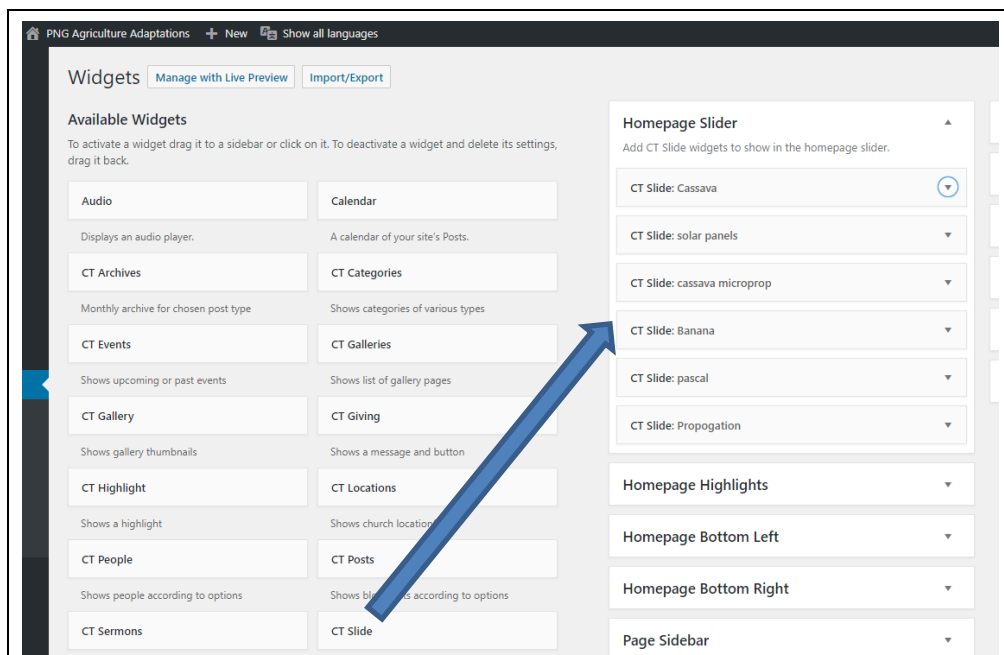 PNG Agriculture Adaptations + New Show all languages
Widgets Manage with Live Preview Import/Export
Available Widgets
To activate a widget drag it to a sidebar or click on it. To deactivate a widget and delete its settings,
drag it back.
Audio Calendar
Displays an audio player. A calendar of your site's Posts.
CT Archives CT Categories
Monthly archive for chosen post type Shows categories of various types
CT Events CT Galleries
Shows upcoming or past events Shows list of gallery pages
CT Gallery CT Giving
Shows gallery thumbnails Shows a message and button
CT Highlight CT Locations
Shows a highlight Shows church
CT People CT Posts
Shows people according to options Shows according to options
CT Sermons CT Slide
Homepage Slider
Add CT Slide widgets to show in the homepage slider.
CT Slide: Cassava
CT Slide: solar panels
CT Slide: cassava microprop
CT Slide: Banana
CT Slide: pascal
CT Slide: Propogation
Homepage Highlights
Homepage Bottom Left
Homepage Bottom Right
Page Sidebar